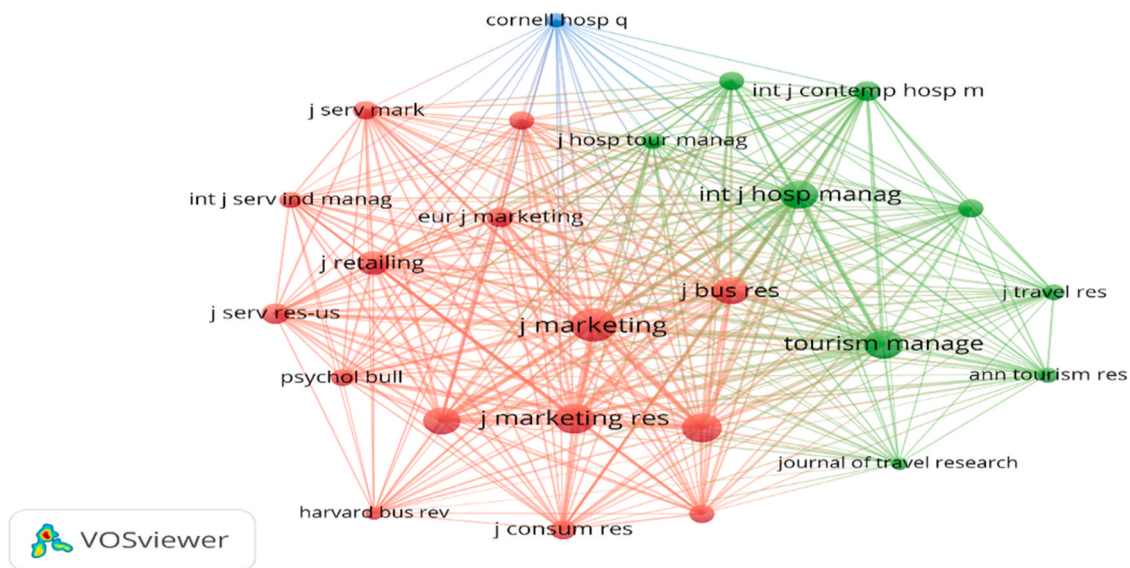 cornell hosp q
int j contemp hosp m
j serv mark
j hosp tour manag
int j serv ind manag
int j hosp manag
eur j marketing
j retailing
j bus res
j travel res
j serv res-us
j marketing
tourism manage
psychol bull
ann tourism res
j marketing res
journal of travel research
harvard bus rev
j consum res
VOSviewer